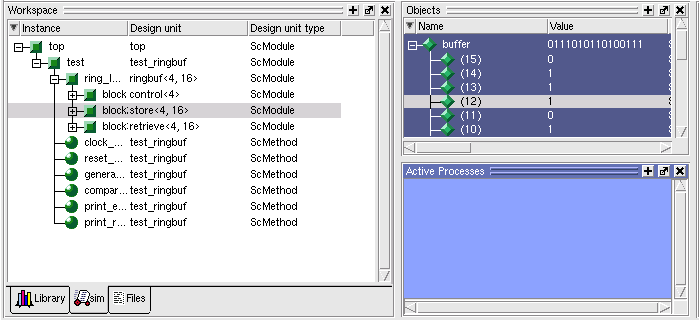 Workspace
Instance Design unit Design unit type
top top ScModule
test test_ringbuf ScModule
ring_i... ringbuf<4, 16> ScModule
block control<4> ScModule
block: store<4, 16> ScModule
block: retrieve<4, 16> ScModule
clock_... test_ringbuf ScMethod
reset_... test_ringbuf ScMethod
genera... test_ringbuf ScMethod
compar... test_ringbuf ScMethod
print_e... test_ringbuf ScMethod
print_r... test_ringbuf ScMethod
Library sim Files
Objects
Name Value
buffer 0111010110100111
(15) 0
(14) 1
(13) 1
(12) 1
(11) 0
(10) 1
Active Processes